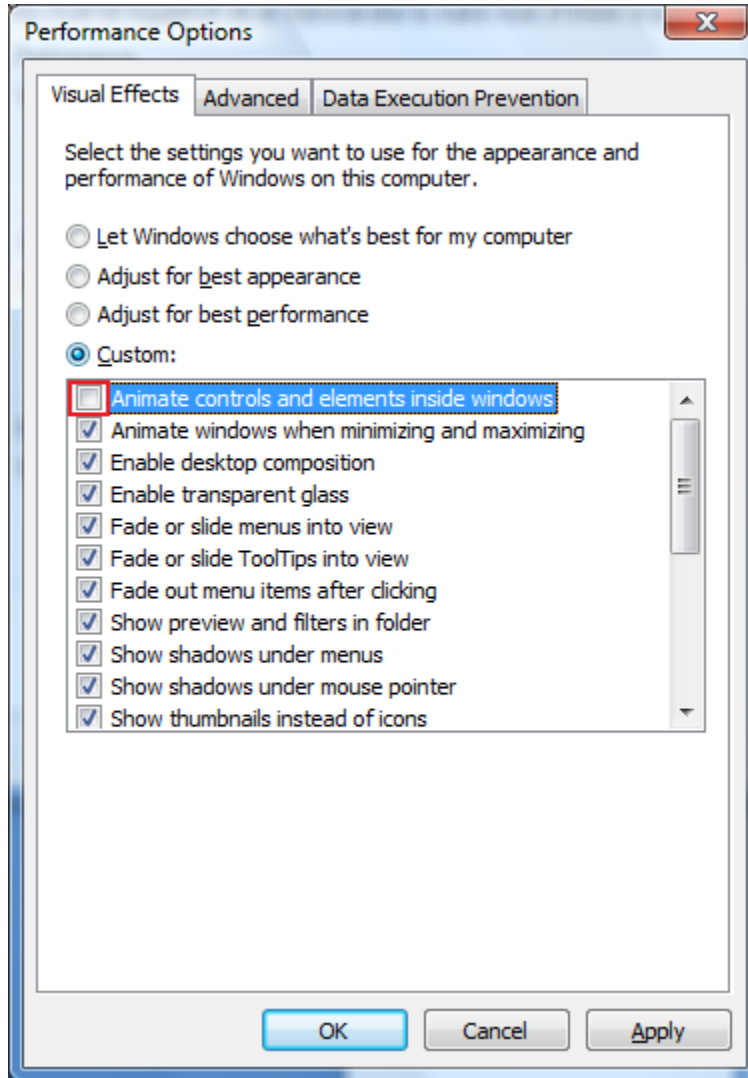 Performance Options
Visual Effects
Advanced
Data Execution Prevention
Select the settings you want to use for the appearance and
performance of Windows on this computer.
Let Windows choose what's best for my computer
Adjust for best appearance
Adjust for best performance
Custom:
Animate controls and elements inside windows
Animate windows when minimizing and maximizing
Enable desktop composition
Enable transparent glass
Fade or slide menus into view
Fade or slide ToolTips into view
Fade out menu items after clicking
Show preview and filters in folder
Show shadows under menus
Show shadows under mouse pointer
Show thumbnails instead of icons
OK
Cancel
Apply